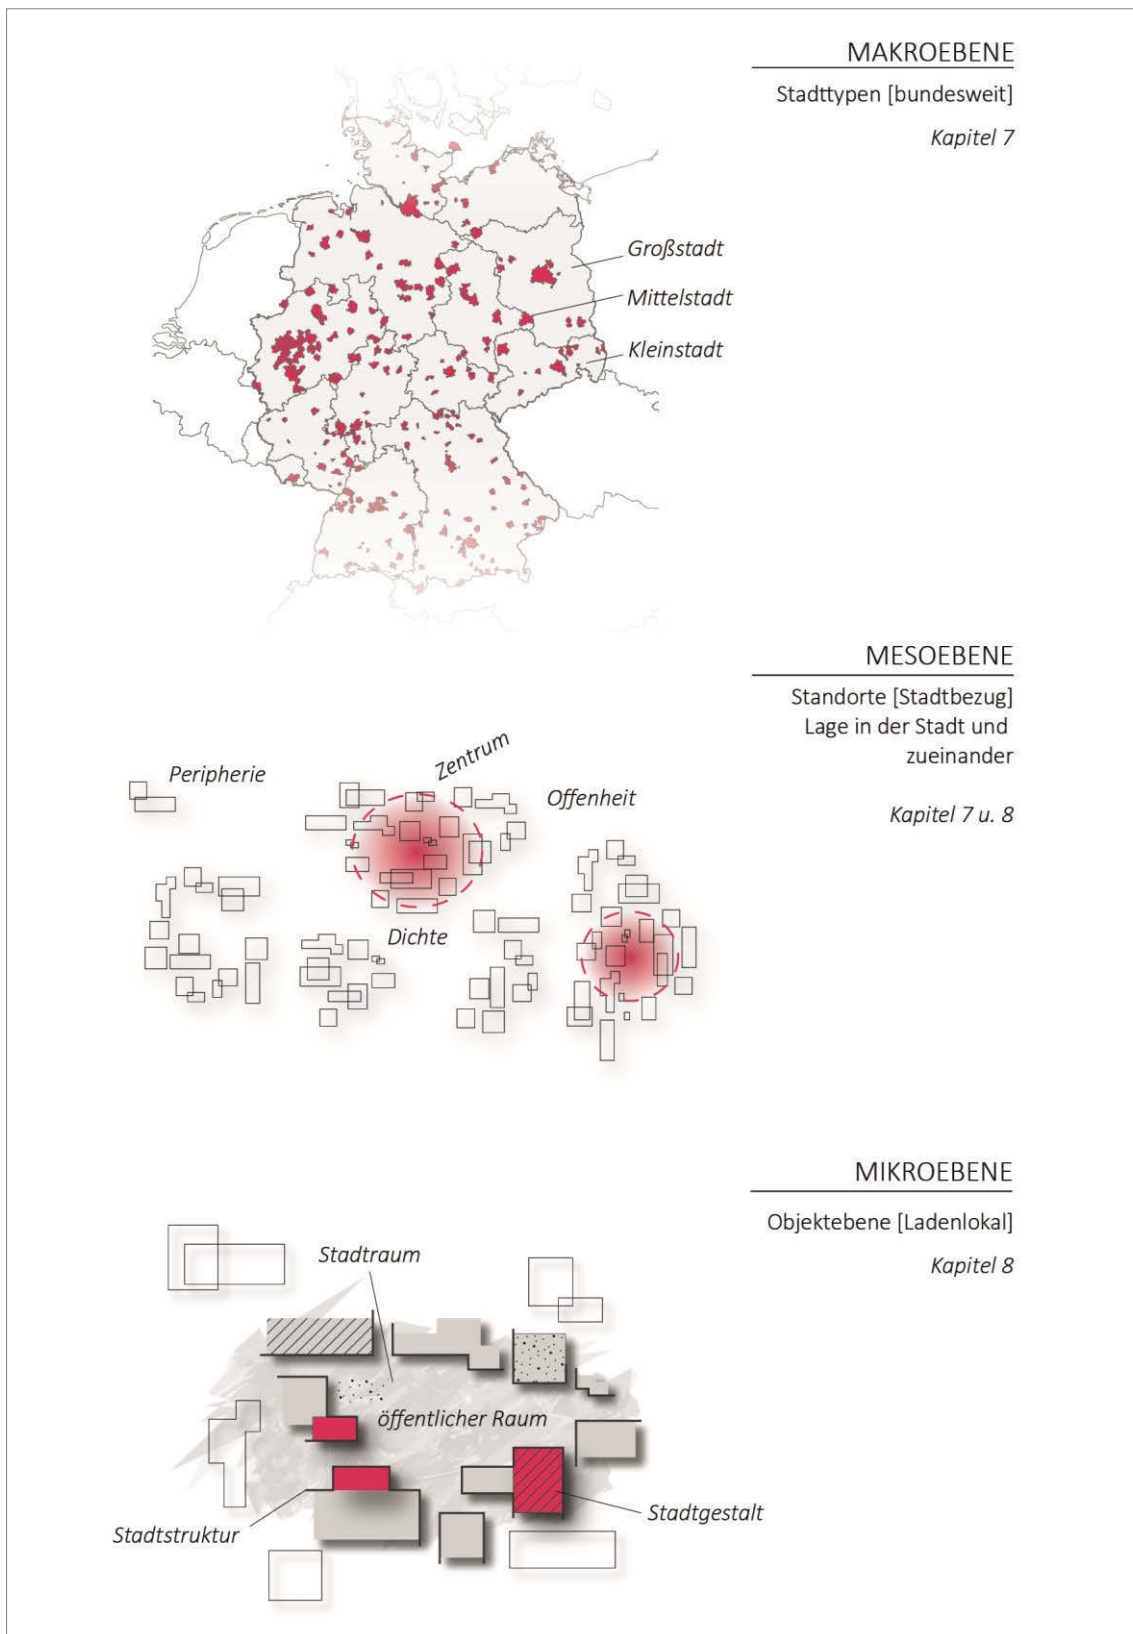 MAKROEBENE
Stadttypen [bundesweit]
Kapitel 7
Großstadt
Mittelstadt
Kleinstadt
MESOEBENE
Standorte [Stadtbezug]
Lage in der Stadt und
zueinander
Kapitel 7 u. 8
Peripherie
Zentrum
Offenheit
Dichte
MIKROEBENE
Objektebene [Ladenlokal]
Kapitel 8
Stadtraum
öffentlicher Raum
Stadtgestalt
Stadtstruktur